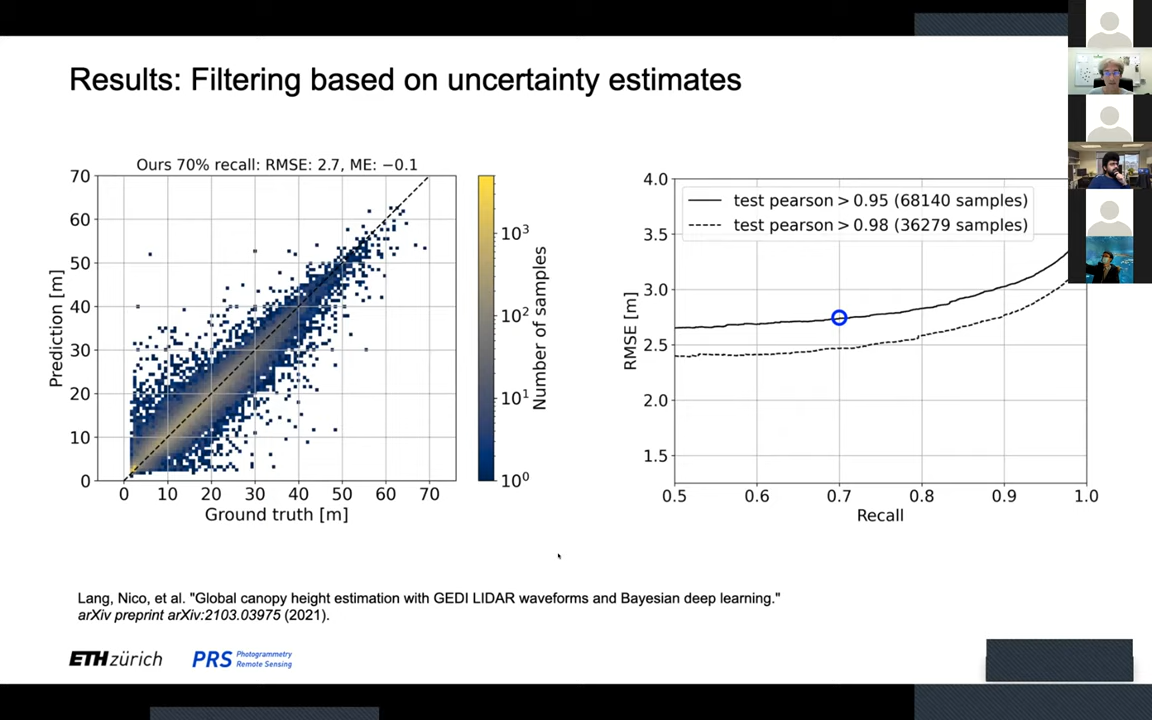 Results: Filtering based on uncertainty estimates
Ours 70% recall: RMSE: 2.7, ME: −0.1
70
60
50
40
30
20
10
0
Prediction [m]
0 10 20 30 40 50 60 70
Ground truth [m]
10³
10²
10¹
10⁰
Number of samples
4.0
3.5
3.0
2.5
2.0
1.5
RMSE [m]
test pearson > 0.95 (68140 samples)
test pearson > 0.98 (36279 samples)
0.5 0.6 0.7 0.8 0.9 1.0
Recall
Lang, Nico, et al. "Global canopy height estimation with GEDI LIDAR waveforms and Bayesian deep learning."
arXiv preprint arXiv:2103.03975 (2021).
ETH zürich
PRS Photogrammetry
Remote Sensing